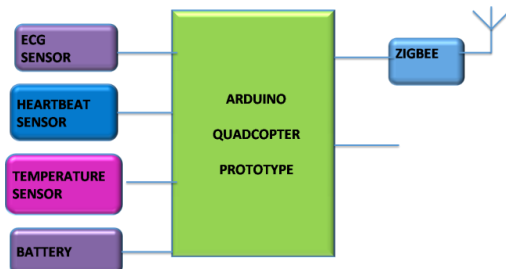 ECG
SENSOR
HEARTBEAT
SENSOR
TEMPERATURE
SENSOR
BATTERY
ARDUINO
QUADCOPTER
PROTOTYPE
ZIGBEE